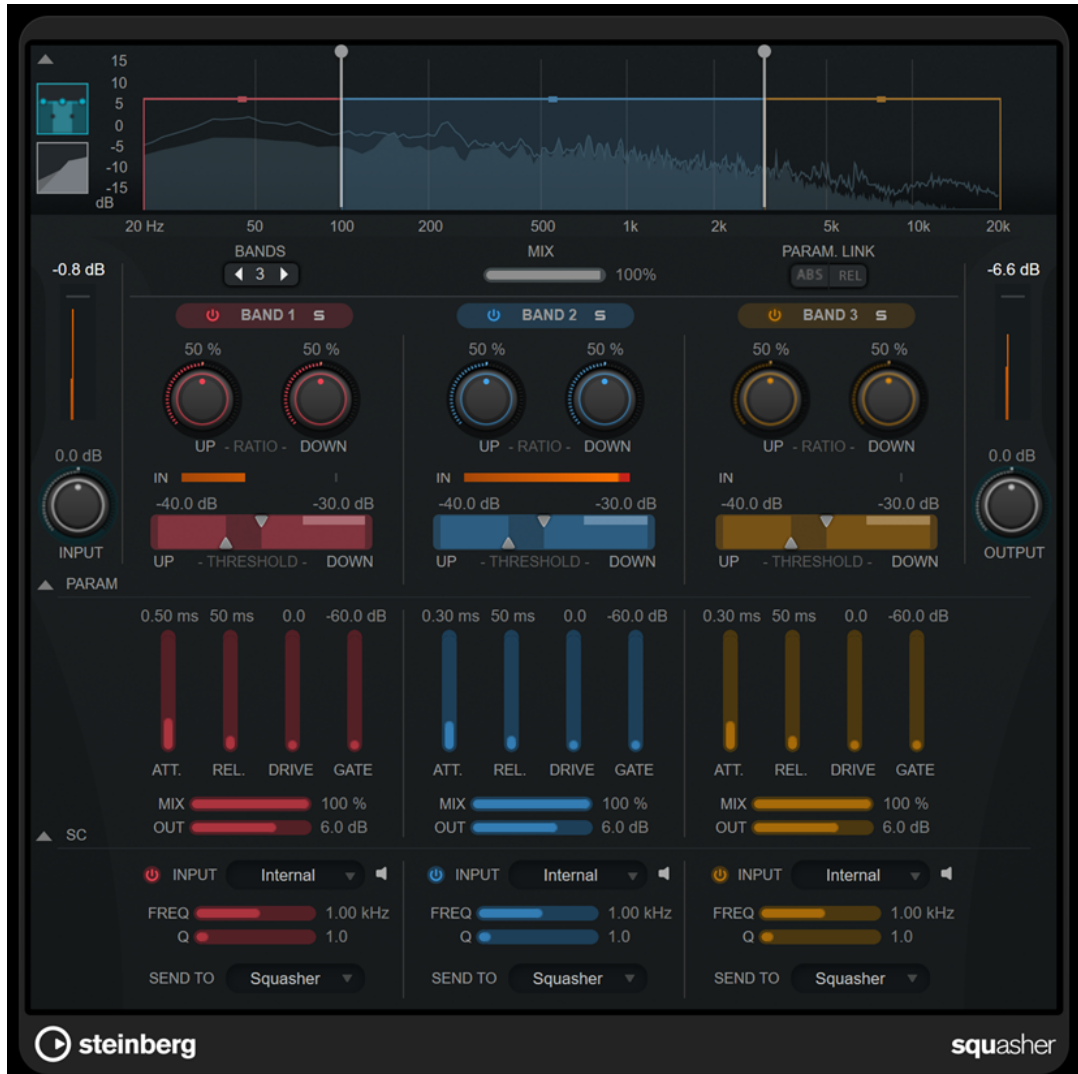 15
10
5
0
-5
-10
-15
dB
20 Hz 50 100 200 500 1k 2k 5k 10k 20k
-0.8 dB BANDS MIX PARAM. LINK -6.6 dB
3 100% ABS REL
BAND 1 S BAND 2 S BAND 3 S
50 % 50 % 50 % 50 % 50 % 50 %
UP - RATIO - DOWN UP - RATIO - DOWN UP - RATIO - DOWN
0.0 dB 0.0 dB
IN IN IN
-40.0 dB -30.0 dB -40.0 dB -30.0 dB -40.0 dB -30.0 dB
INPUT OUTPUT
UP - THRESHOLD - DOWN UP - THRESHOLD - DOWN UP - THRESHOLD - DOWN
PARAM
0.50 ms 50 ms 0.0 -60.0 dB 0.30 ms 50 ms 0.0 -60.0 dB 0.30 ms 50 ms 0.0 -60.0 dB
ATT. REL. DRIVE GATE ATT. REL. DRIVE GATE ATT. REL. DRIVE GATE
MIX 100 % MIX 100 % MIX 100 %
OUT 6.0 dB OUT 6.0 dB OUT 6.0 dB
SC
INPUT Internal INPUT Internal INPUT Internal
FREQ 1.00 kHz FREQ 1.00 kHz FREQ 1.00 kHz
Q 1.0 Q 1.0 Q 1.0
SEND TO Squasher SEND TO Squasher SEND TO Squasher
steinberg squasher